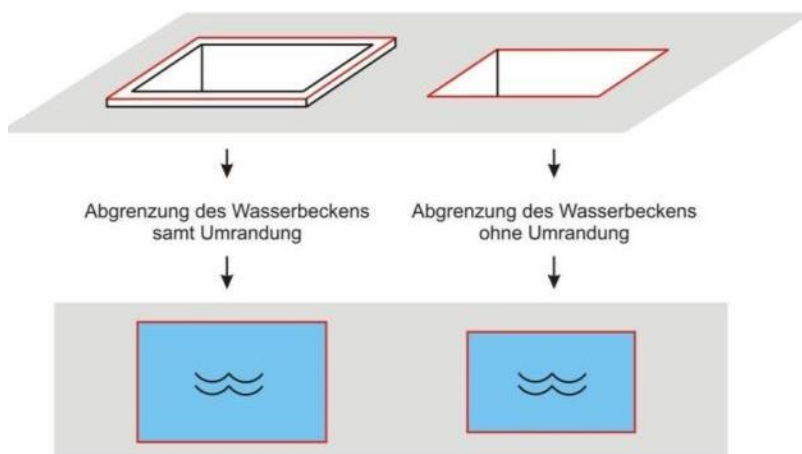 Abgrenzung des Wasserbeckens
samt Umrandung
Abgrenzung des Wasserbeckens
ohne Umrandung